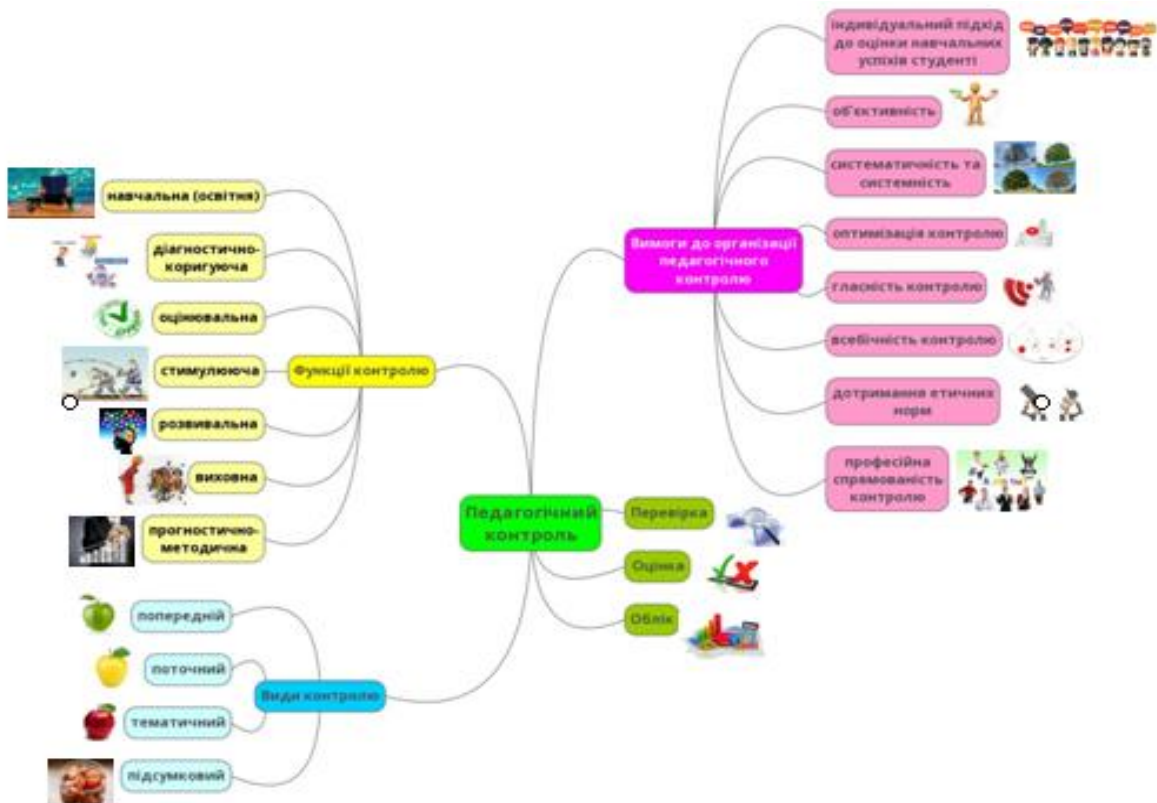 Педагогічний
контроль
Вимоги до організації
педагогічного
контролю
індивідуальний підхід
до оцінки навчальних
успіхів студенті
об'єктивність
систематичність та
системність
оптимізація контролю
гласність контролю
всебічність контролю
дотримання етичних
норм
професійна
спрямованість
контролю
Перевірка
Оцінка
Облік
Функції контролю
навчальна (освітня)
діагностично-
коригуюча
оцінювальна
стимулююча
розвивальна
виховна
прогностично-
методична
Види контролю
попередній
поточний
тематичний
підсумковий